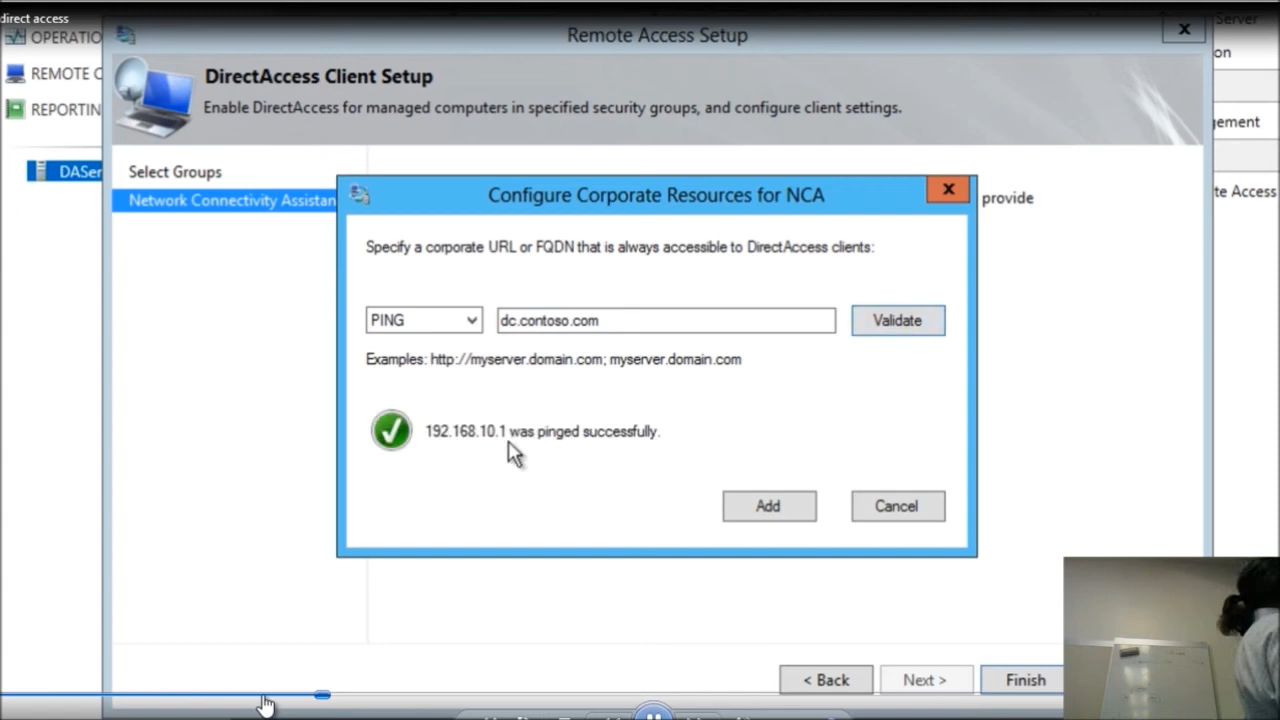 direct access
OPERATIO
REMOTE C
REPORTIN
DASer
Remote Access Setup
DirectAccess Client Setup
Enable DirectAccess for managed computers in specified security groups, and configure client settings.
Select Groups
Network Connectivity Assistan
provide
Configure Corporate Resources for NCA
Specify a corporate URL or FQDN that is always accessible to DirectAccess clients:
PING
dc.contoso.com
Validate
Examples: http://myserver.domain.com; myserver.domain.com
192.168.10.1 was pinged successfully.
Add
Cancel
< Back
Next >
Finish
Server
on
gement
te Access